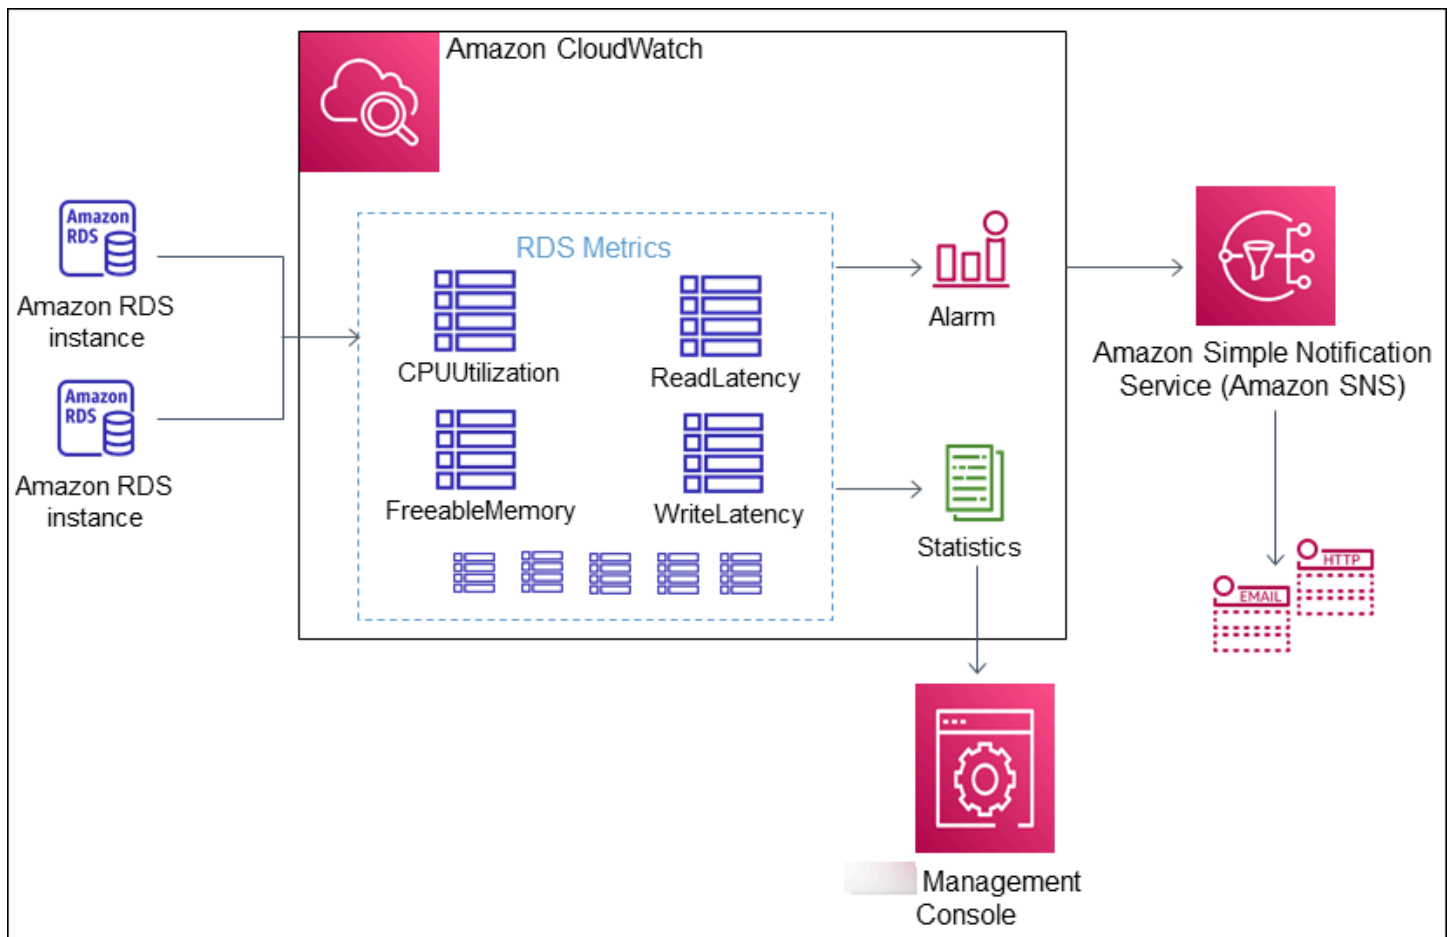 Amazon CloudWatch
Amazon
RDS
Amazon RDS
instance
Amazon
RDS
Amazon RDS
instance
RDS Metrics
CPUUtilization
ReadLatency
FreeableMemory
WriteLatency
Alarm
Statistics
Amazon Simple Notification
Service (Amazon SNS)
HTTP
EMAIL
Management
Console